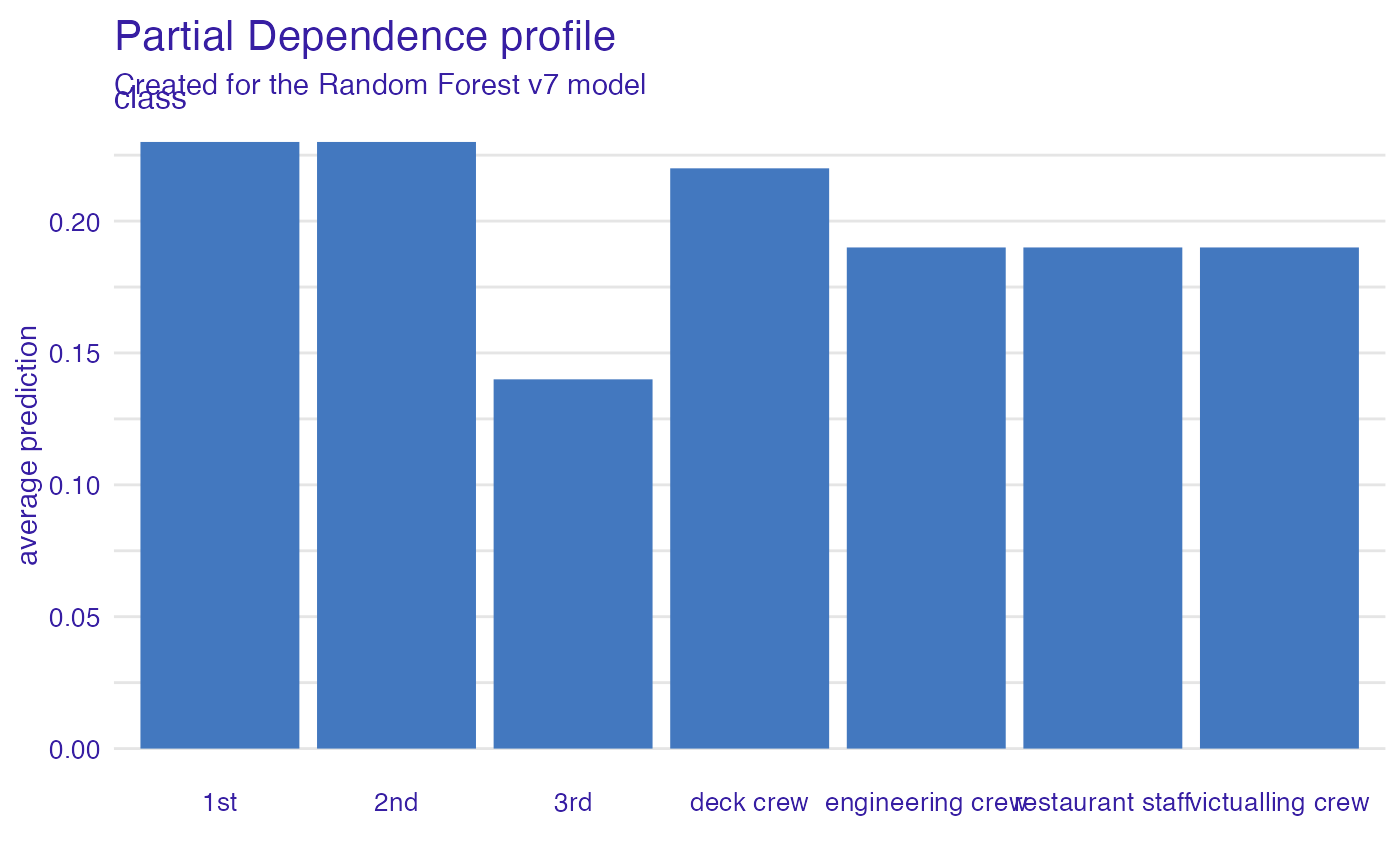 Partial Dependence profile
Created for the Random Forest v7 model
class
average prediction
0.20
0.15
0.10
0.05
0.00
1st 2nd 3rd deck crew engineering crew restaurant staff victualling crew